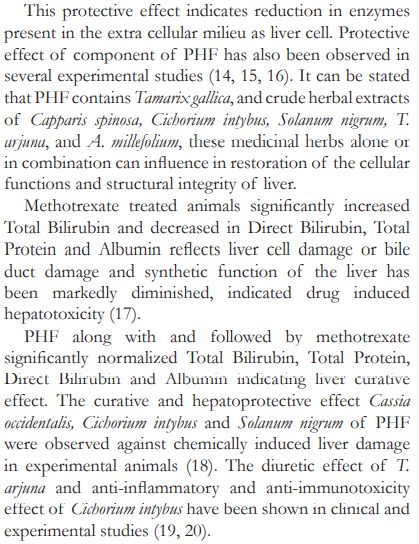 This protective effect indicates reduction in enzymes
present in the extra cellular milieu as liver cell. Protective
effect of component of PHF has also been observed in
several experimental studies (14, 15, 16). It can be stated
that PHF contains Tamarix gallica, and crude herbal extracts
of Capparis spinosa, Cichorium intybus, Solanum nigrum, T.
arjuna, and A. millefolium, these medicinal herbs alone or
in combination can influence in restoration of the cellular
functions and structural integrity of liver.
Methotrexate treated animals significantly increased
Total Bilirubin and decreased in Direct Bilirubin, Total
Protein and Albumin reflects liver cell damage or bile
duct damage and synthetic function of the liver has
been markedly diminished, indicated drug induced
hepatotoxicity (17).
PHF along with and followed by methotrexate
significantly normalized Total Bilirubin, Total Protein,
Direct Bilirubin and Albumin indicating liver curative
effect. The curative and hepatoprotective effect Cassia
occidentalis, Cichorium intybus and Solanum nigrum of PHF
were observed against chemically induced liver damage
in experimental animals (18). The diuretic effect of T.
arjuna and anti-inflammatory and anti-immunotoxicity
effect of Cichorium intybus have been shown in clinical and
experimental studies (19, 20).